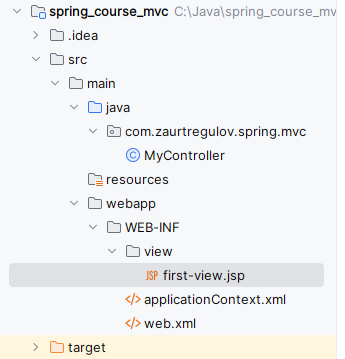 spring_course_mvc C:\Java\spring_course_mv
.idea
src
main
java
com.zaurtregulov.spring.mvc
MyController
resources
webapp
WEB-INF
view
first-view.jsp
applicationContext.xml
web.xml
target